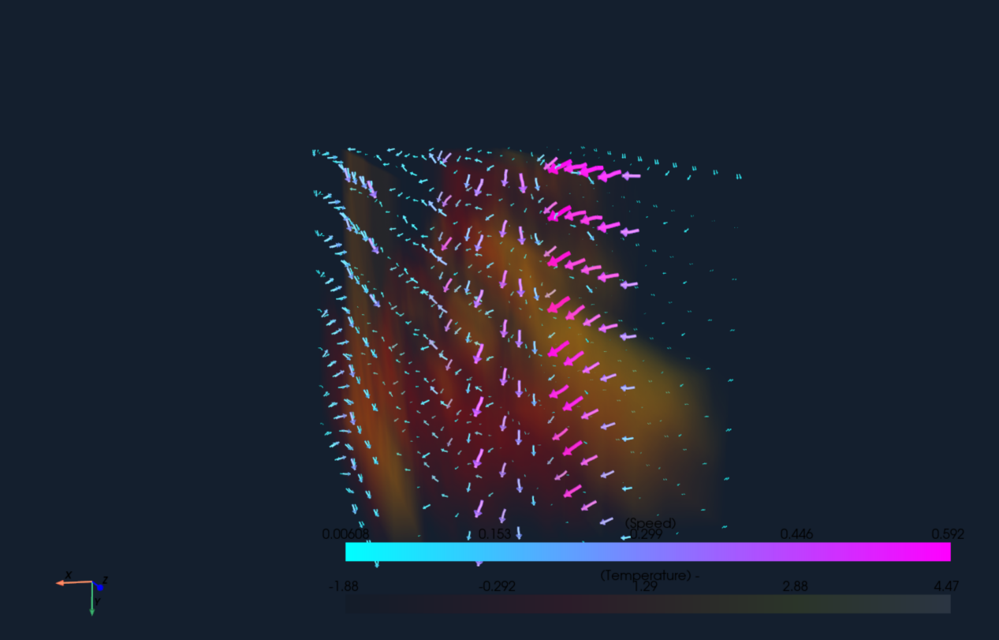 (Speed)
0.00608 0.153 0.299 0.446 0.592
(Temperature) -
-1.88 -0.292 1.29 2.88 4.47
X Z
Y